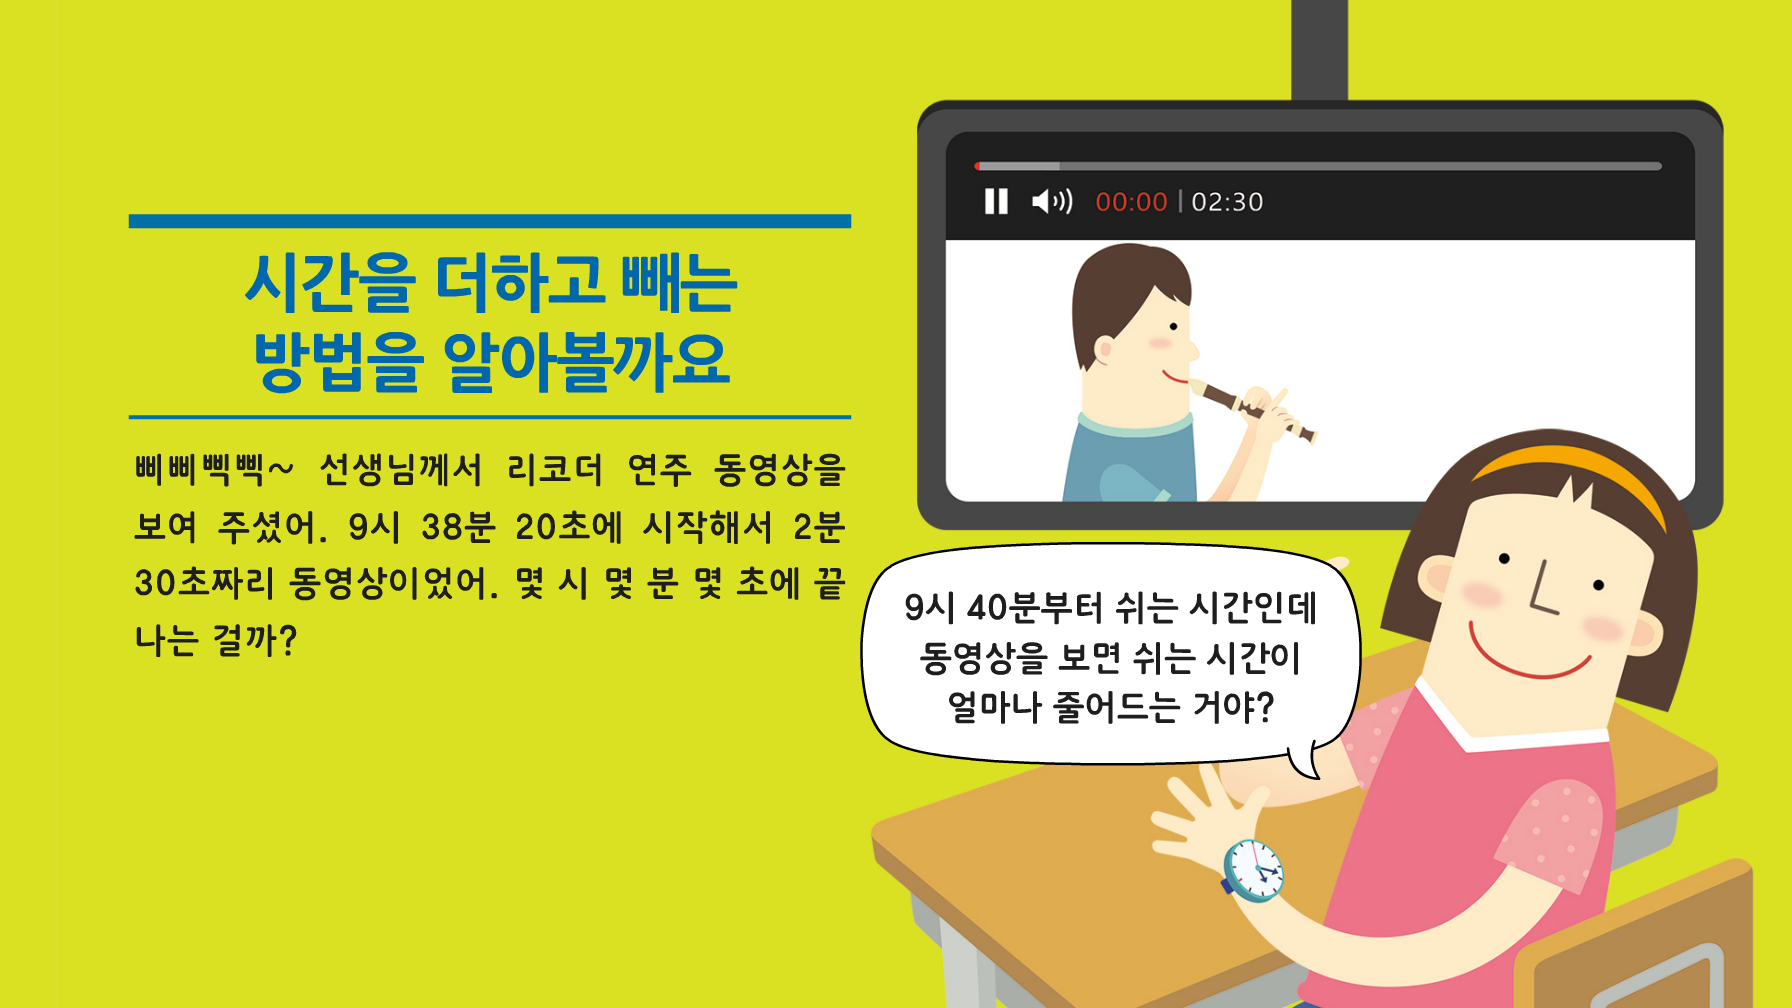 00:00 | 02:30
시간을 더하고 빼는
방법을 알아볼까요
삐삐삑삑~ 선생님께서 리코더 연주 동영상을
보여 주셨어. 9시 38분 20초에 시작해서 2분
30초짜리 동영상이었어. 몇 시 몇 분 몇 초에 끝
나는 걸까?
9시 40분부터 쉬는 시간인데
동영상을 보면 쉬는 시간이
얼마나 줄어드는 거야?